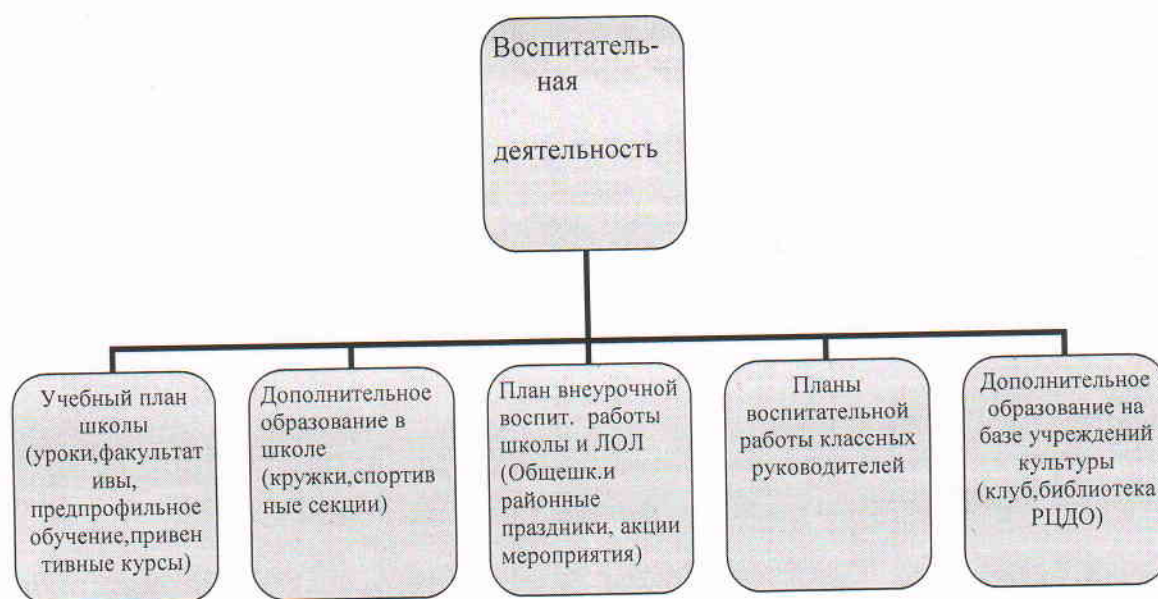 Воспитатель-
ная
деятельность
Учебный план
школы
(уроки,факультат
ивы,
предпрофильное
обучение,привен
тивные курсы)
Дополнительное
образование в
школе
(кружки,спортив
ные секции)
План внеурочной
воспит. работы
школы и ЛОЛ
(Общешк.и
районные
праздники, акции
мероприятия)
Планы
воспитательной
работы классных
руководителей
Дополнительное
образование на
базе учреждений
культуры
(клуб,библиотека
РЦДО)